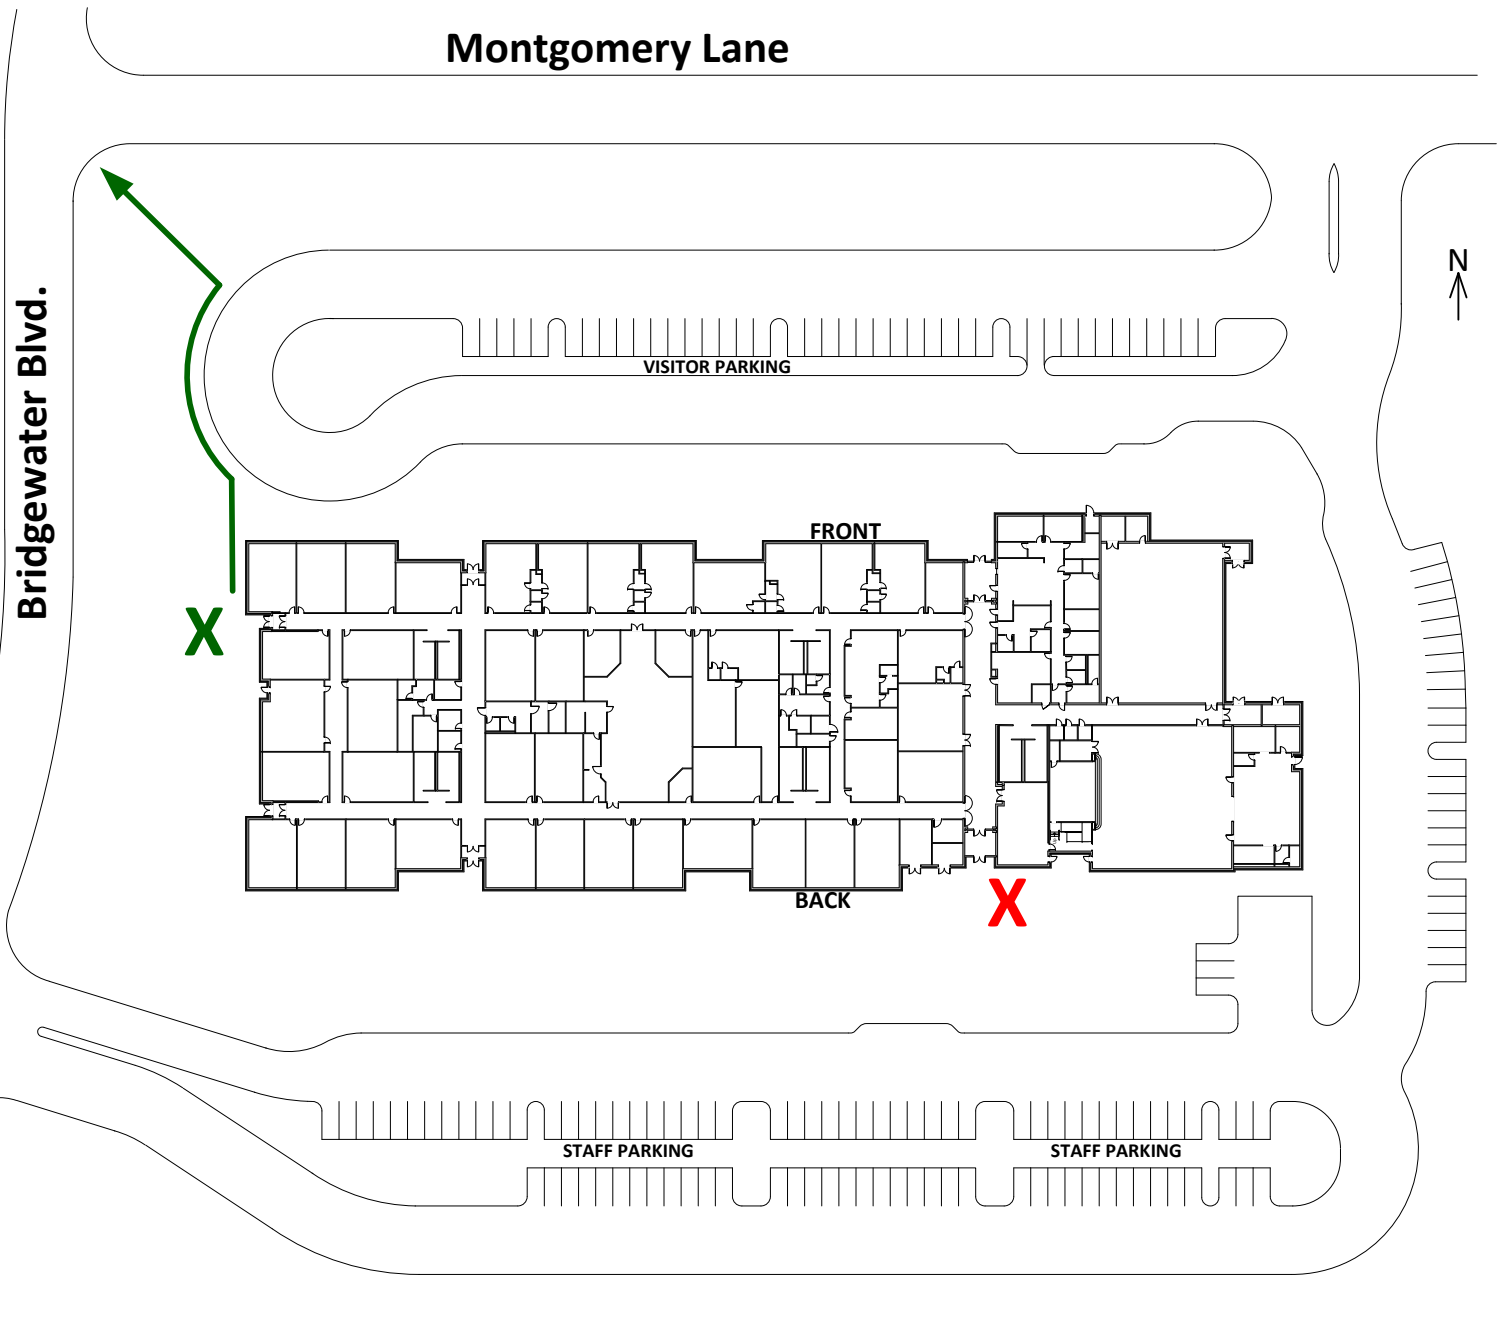 Montgomery Lane
N
Bridgewater Blvd.
VISITOR PARKING
FRONT
X
BACK
X
STAFF PARKING
STAFF PARKING